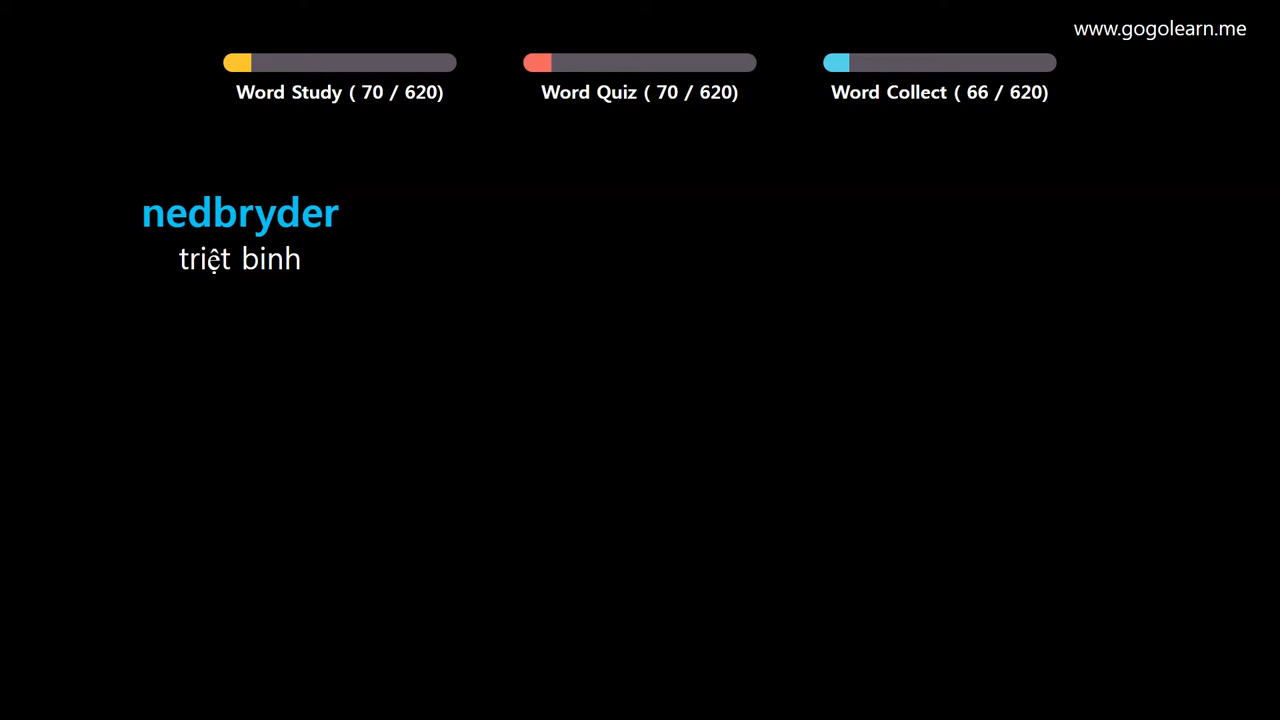 www.gogolearn.me
Word Study ( 70 / 620)
Word Quiz ( 70 / 620)
Word Collect ( 66 / 620)
nedbryder
triệt binh